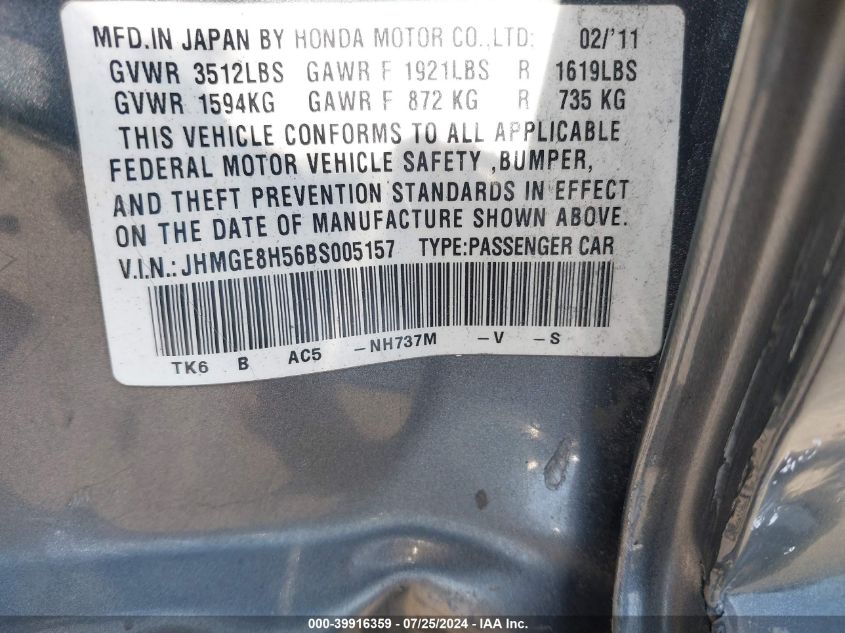 MFD.IN JAPAN BY HONDA MOTOR CO.,LTD: 02/'11
GVWR 3512LBS GAWR F 1921LBS R 1619LBS
GVWR 1594KG GAWR F 872 KG R 735 KG
THIS VEHICLE CONFORMS TO ALL APPLICABLE
FEDERAL MOTOR VEHICLE SAFETY ,BUMPER,
AND THEFT PREVENTION STANDARDS IN EFFECT
ON THE DATE OF MANUFACTURE SHOWN ABOVE.
V.I.N.:JHMGE8H56BS005157 TYPE:PASSENGER CAR
TK6 B AC5 -NH737M -V -S
000-39916359 - 07/25/2024 - IAA Inc.